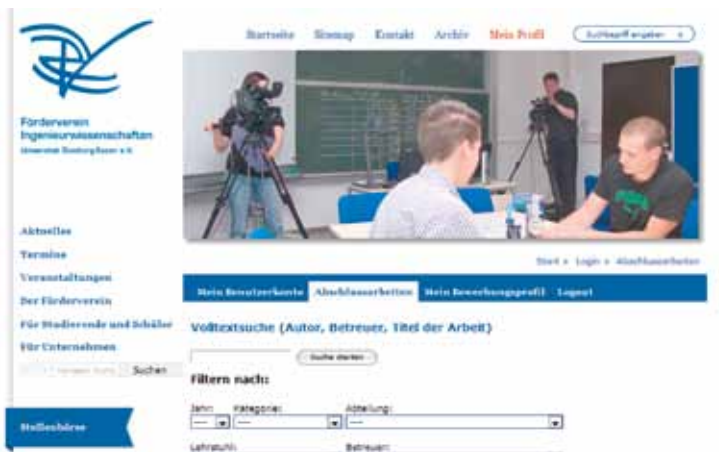 Startseite Sitemap Kontakt Archiv Mein Profil Suchbegriff eingeben
Förderverein
Ingenieurwissenschaften
Universität Duisburg-Essen e.V.
Aktuelles
Termine
Veranstaltungen
Der Förderverein
Für Studierende und Schüler
Für Unternehmen
Suchen
Stellenbörse
Start » Login » Abschlussarbeiten
Mein Benutzerkonto Abschlussarbeiten Mein Bewerbungsprofil Logout
Volltextsuche (Autor, Betreuer, Titel der Arbeit)
Suche starten
Filtern nach:
Jahr: Kategorie: Abteilung:
---- ---- ----
Lehrstuhl: Betreuer: